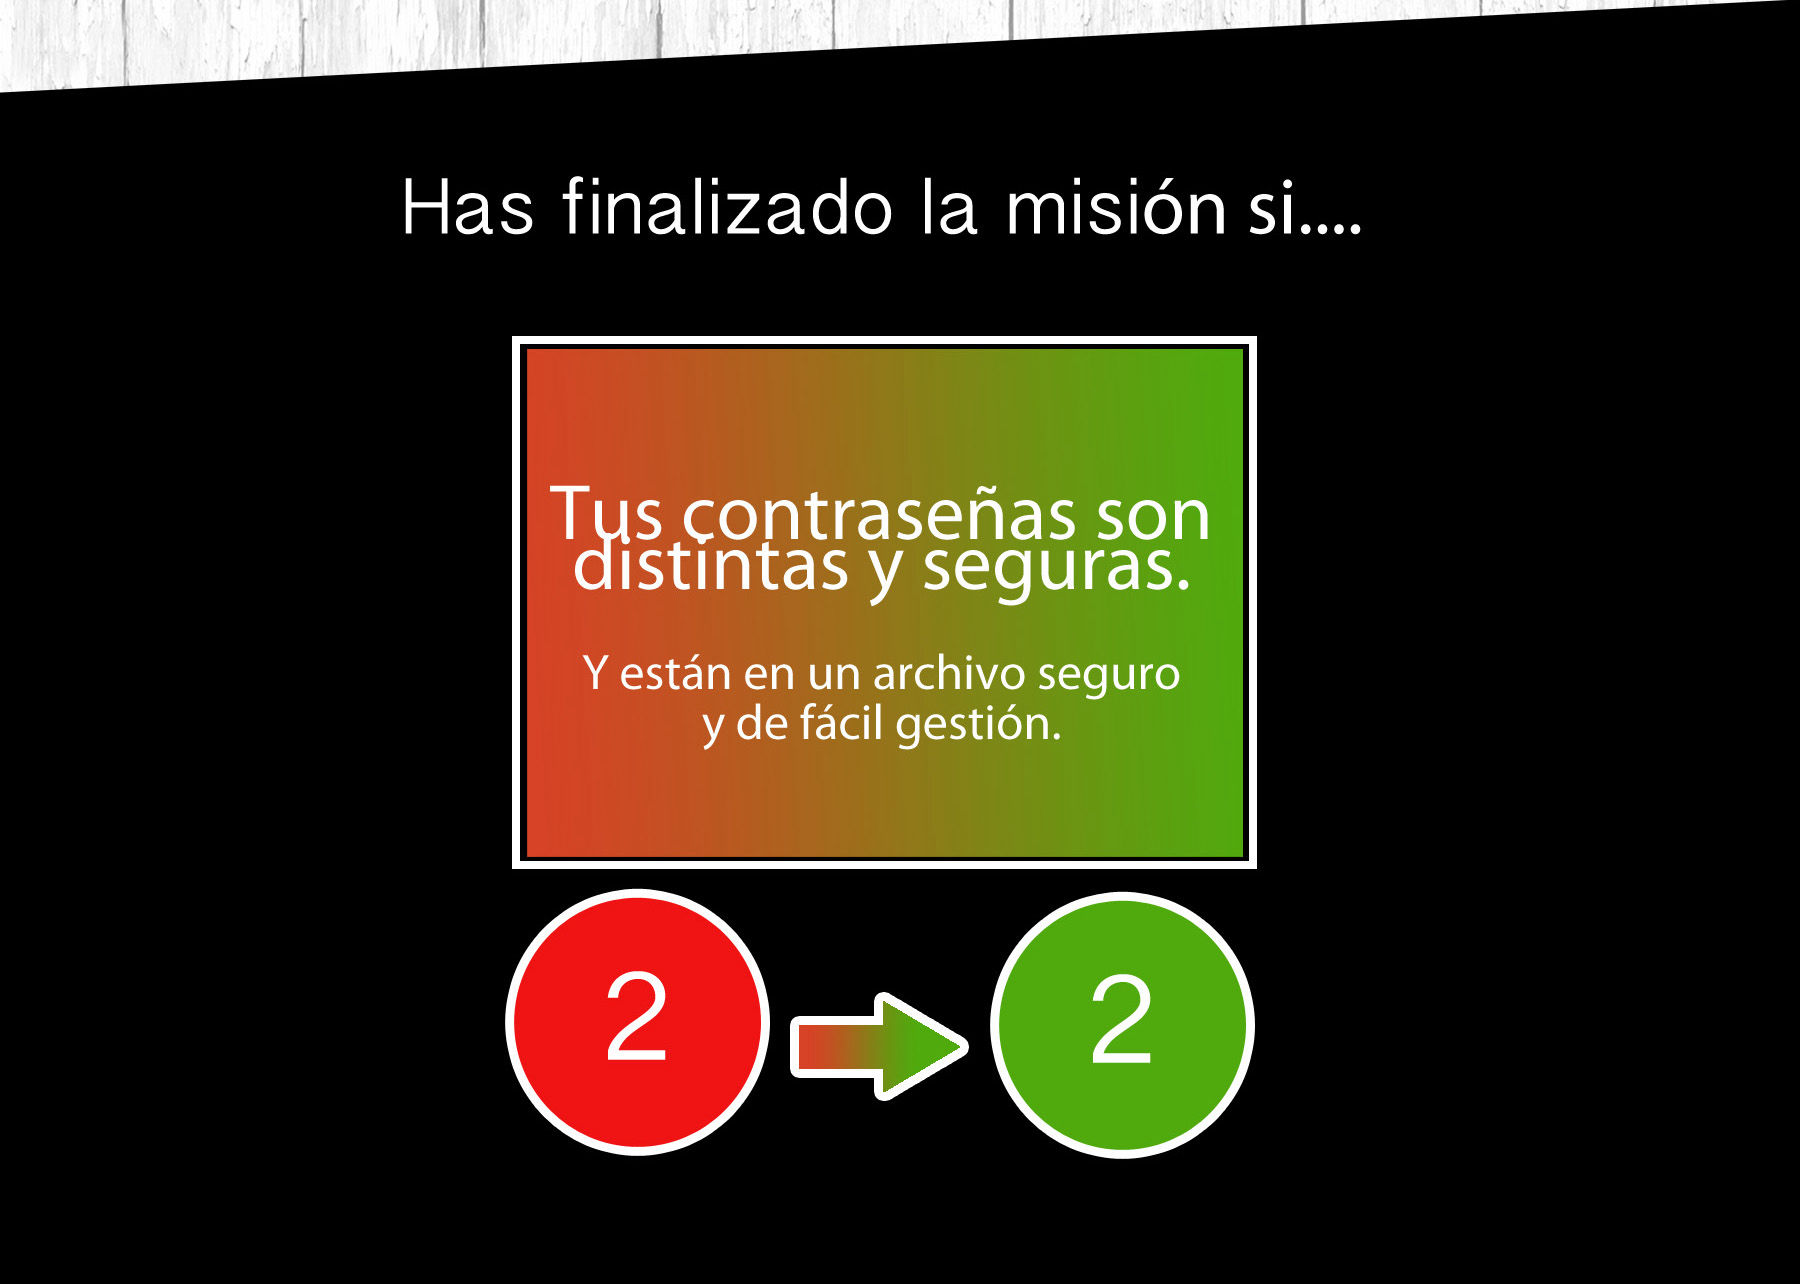 Has finalizado la misión si....
Tus contraseñas son
distintas y seguras.
Y están en un archivo seguro
y de fácil gestión.
2
2